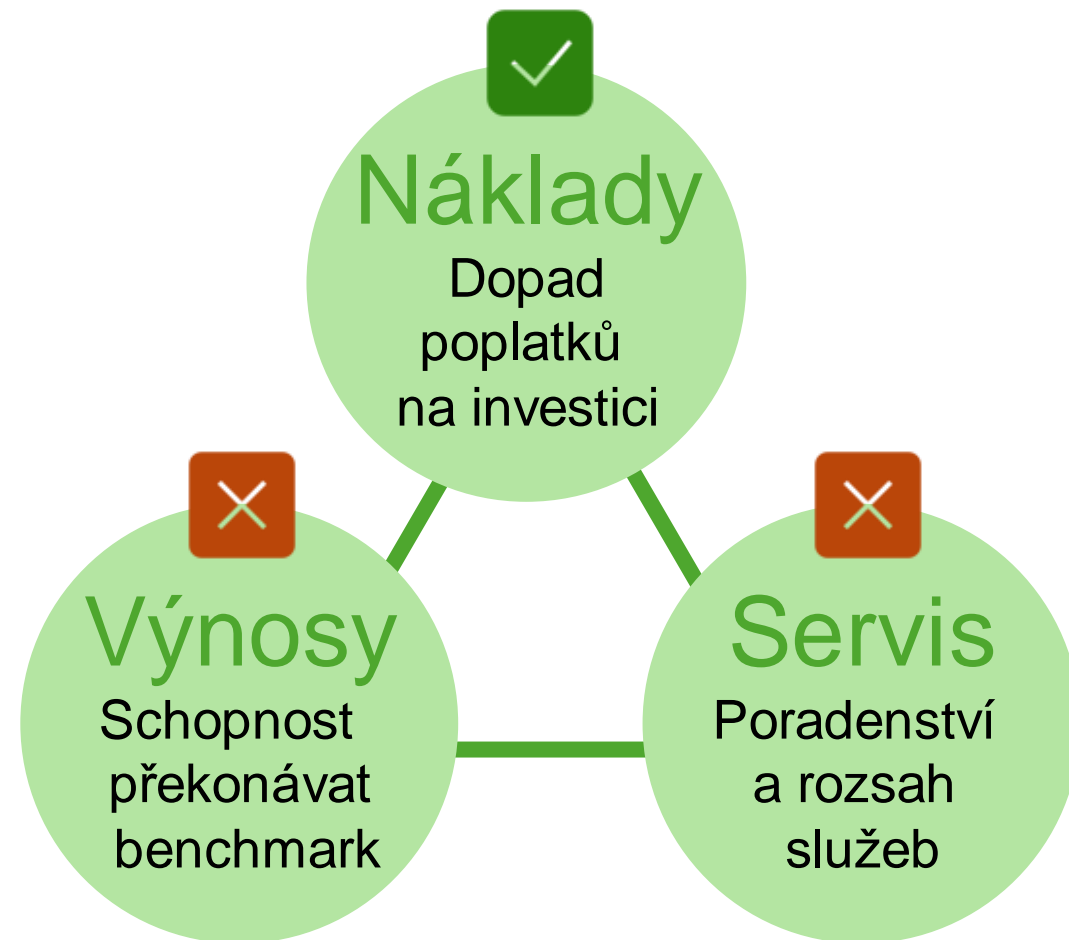 Náklady
Dopad
poplatků
na investici
Výnosy
Schopnost
překonávat
benchmark
Servis
Poradenství
a rozsah
služeb